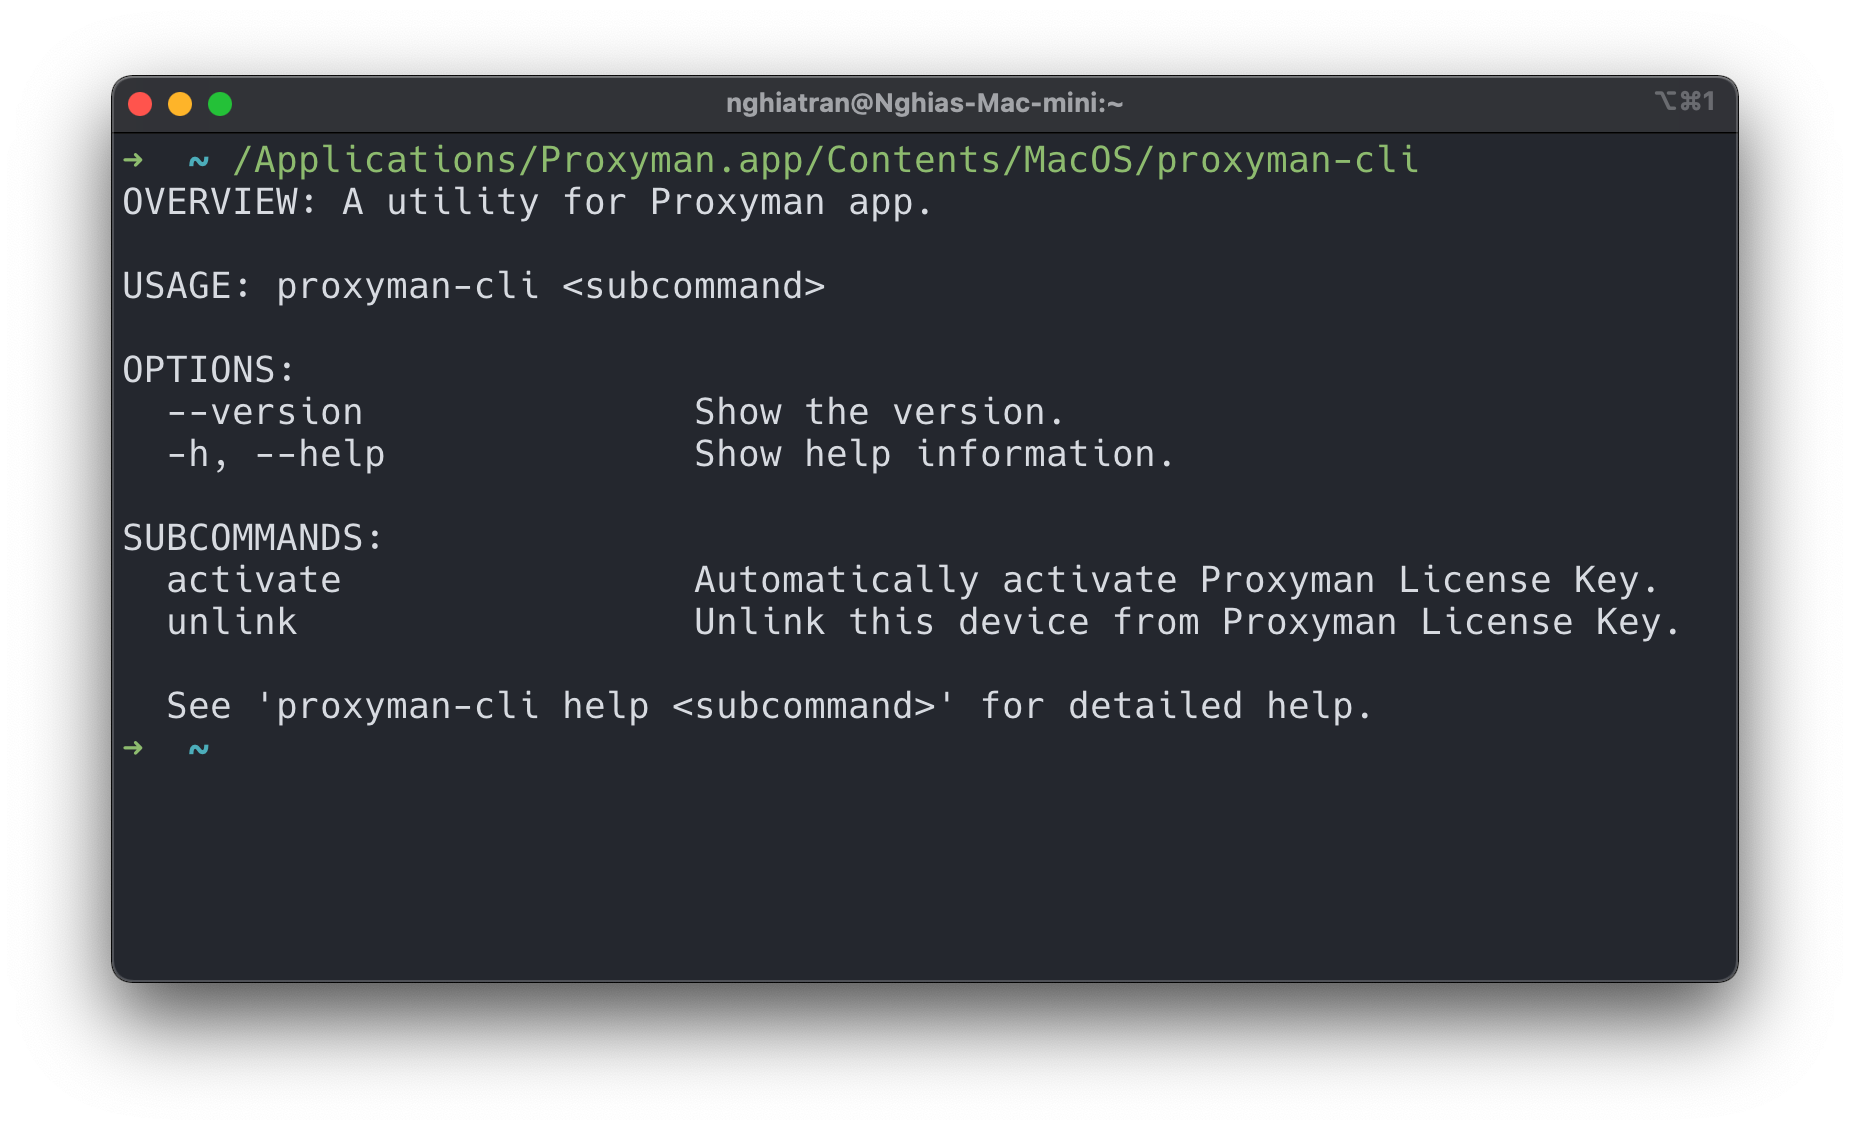 nghiatran@Nghias-Mac-mini:~ ⌥⌘1
➜  ~ /Applications/Proxyman.app/Contents/MacOS/proxyman-cli
OVERVIEW: A utility for Proxyman app.
USAGE: proxyman-cli <subcommand>
OPTIONS:
  --version               Show the version.
  -h, --help              Show help information.
SUBCOMMANDS:
  activate                Automatically activate Proxyman License Key.
  unlink                  Unlink this device from Proxyman License Key.
  See 'proxyman-cli help <subcommand>' for detailed help.
➜  ~